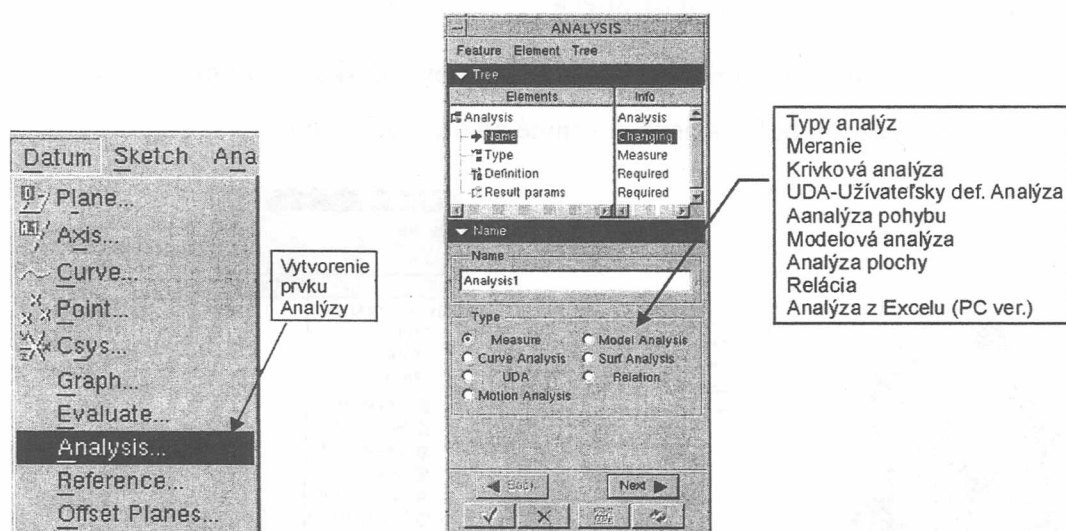 Datum Sketch Ana
Plane...
Axis...
Curve...
Point...
Csys...
Graph...
Evaluate...
Analysis...
Reference...
Offset Planes...
Vytvorenie
prvku
Analýzy
ANALYSIS
Feature Element Tree
Tree
Elements Info
Analysis Analysis
Name Changing
Type Measure
Definition Required
Result params Required
Name
Name
Analysis1
Type
Measure Model Analysis
Curve Analysis Surf Analysis
UDA Relation
Motion Analysis
Back Next
Typy analýz
Meranie
Krivková analýza
UDA-Užívateľsky def. Analýza
Aanalýza pohybu
Modelová analýza
Analýza plochy
Relácia
Analýza z Excelu (PC ver.)